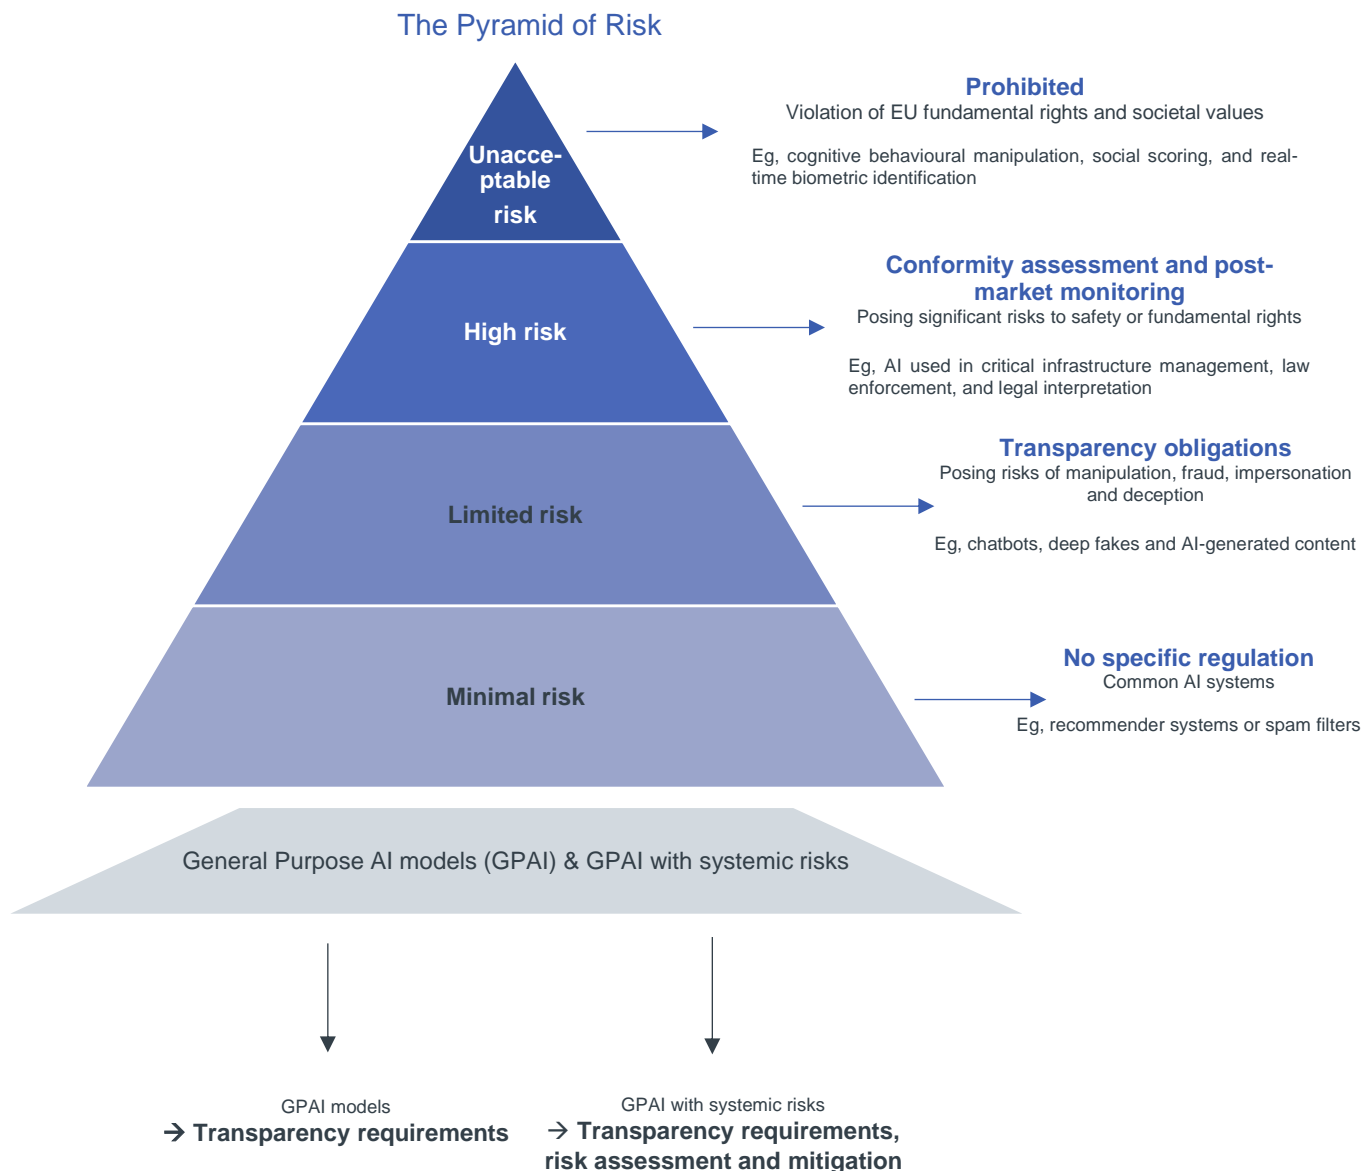 The Pyramid of Risk
Unacce-
ptable
risk
Prohibited
Violation of EU fundamental rights and societal values
Eg, cognitive behavioural manipulation, social scoring, and real-
time biometric identification
High risk
Conformity assessment and post-
market monitoring
Posing significant risks to safety or fundamental rights
Eg, AI used in critical infrastructure management, law
enforcement, and legal interpretation
Limited risk
Transparency obligations
Posing risks of manipulation, fraud, impersonation
and deception
Eg, chatbots, deep fakes and AI-generated content
Minimal risk
No specific regulation
Common AI systems
Eg, recommender systems or spam filters
General Purpose AI models (GPAI) & GPAI with systemic risks
GPAI models
→ Transparency requirements
GPAI with systemic risks
→ Transparency requirements,
risk assessment and mitigation